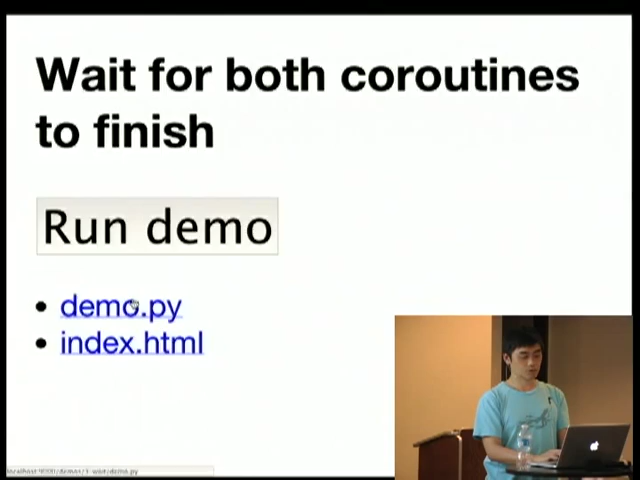 Wait for both coroutines
to finish
Run demo
demo.py
index.html